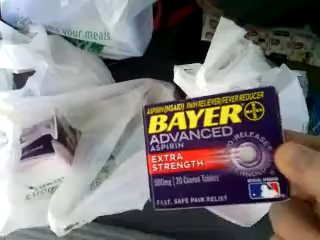 your meals.
ASPIRIN (NSAID) PAIN RELIEVER/FEVER REDUCER
BAYER
BAYER
ADVANCED
ASPIRIN
EXTRA
STRENGTH
500mg | 20 Coated Tablets
FAST, SAFE PAIN RELIEF